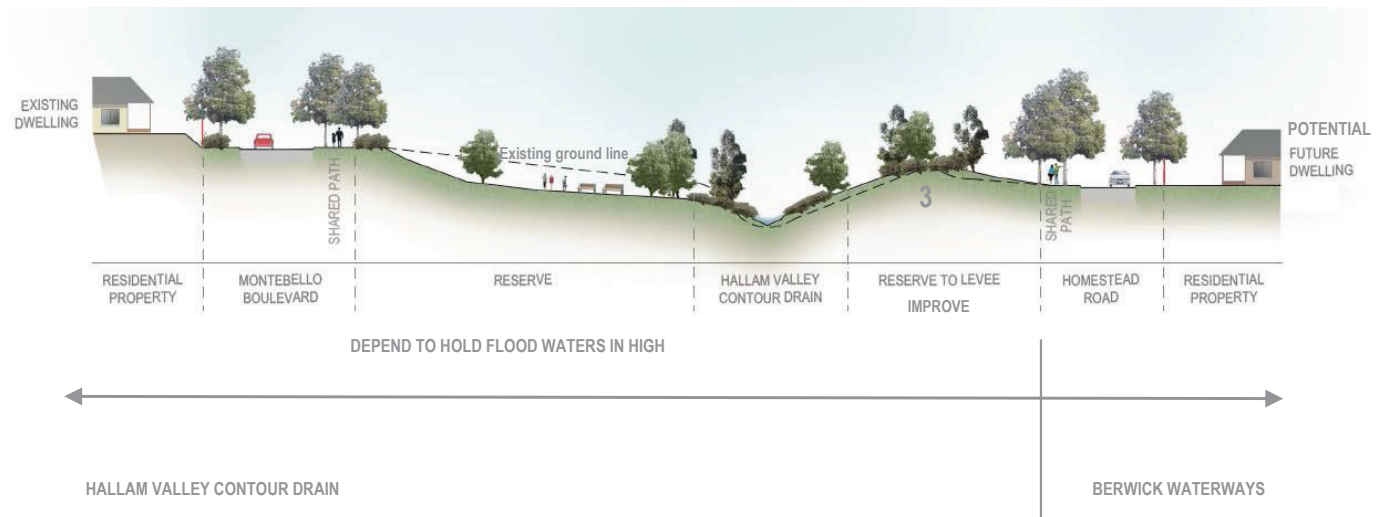 EXISTING
DWELLING
Existing ground line
SHARED PATH
3
SHARED
PATH
POTENTIAL
FUTURE
DWELLING
RESIDENTIAL
PROPERTY
MONTEBELLO
BOULEVARD
RESERVE
HALLAM VALLEY
CONTOUR DRAIN
RESERVE TO LEVEE
IMPROVE
HOMESTEAD
ROAD
RESIDENTIAL
PROPERTY
DEPEND TO HOLD FLOOD WATERS IN HIGH
HALLAM VALLEY CONTOUR DRAIN
BERWICK WATERWAYS